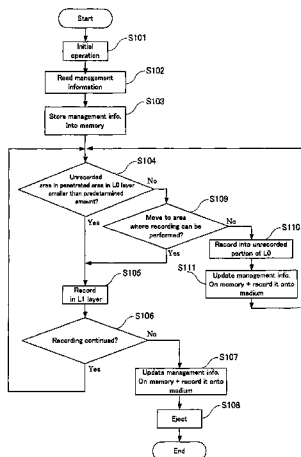 Start
S101
Initial
operation
S102
Read management
information
S103
Store management info.
Into memory
S104
Unrecorded
area in penetrated area in L0 layer
smaller than predetermined
amount?
No
S109
Yes
Move to area
where recording can be
performed?
No
S110
Yes
Record into unrecorded
portion of L0
S111
Update management info.
On memory + record it onto
medium
S105
Record
in L1 layer
S106
Recording continued?
No
Yes
S107
Update management info.
On memory + record it onto
medium
S108
Eject
End